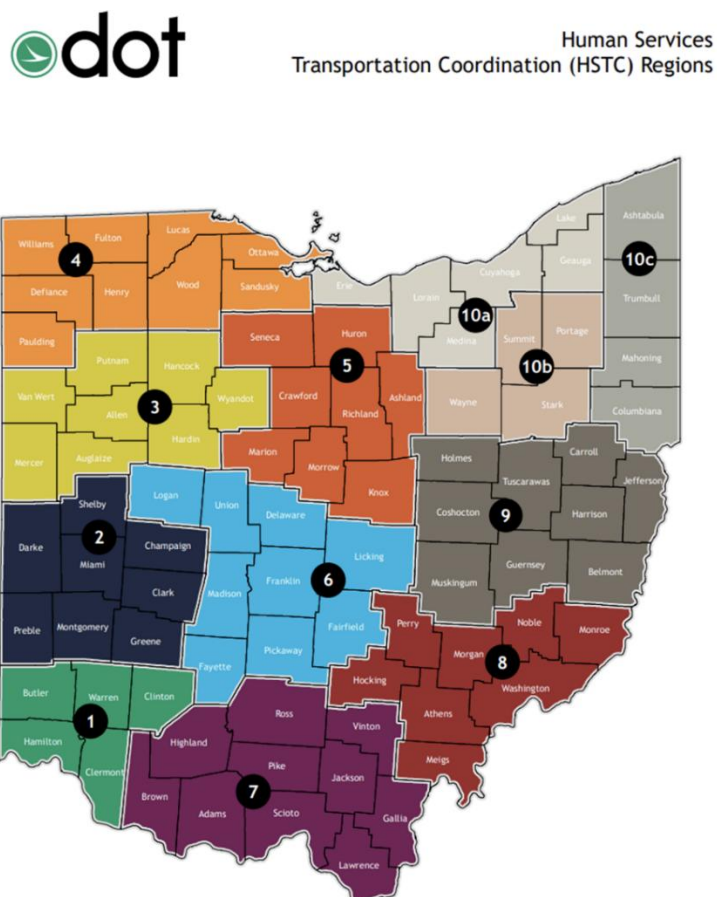 odot
Human Services
Transportation Coordination (HSTC) Regions
Lake
Ashtabula
Williams
Fulton
Lucas
Ottawa
Geauga
4
10c
Cuyahoga
Defiance
Henry
Wood
Sandusky
Erie
Lorain
Trumbull
10a
Paulding
Seneca
Huron
Medina
Summit
Portage
Putnam
Hancock
5
10b
Mahoning
Van Wert
Allen
3
Wyandot
Crawford
Richland
Ashland
Wayne
Stark
Columbiana
Mercer
Auglaize
Hardin
Marion
Morrow
Knox
Holmes
Tuscarawas
Carroll
Jefferson
Logan
Union
Delaware
Coshocton
9
Harrison
Shelby
2
Darke
Miami
Champaign
Licking
Guernsey
Belmont
Madison
Franklin
6
Muskingum
Clark
Preble
Montgomery
Greene
Fairfield
Pickaway
Fayette
Perry
Noble
Monroe
Morgan
8
Hocking
Washington
Butler
Warren
Clinton
Athens
1
Hamilton
Clermont
Ross
Vinton
Highland
Meigs
Pike
Jackson
7
Brown
Adams
Scioto
Gallia
Lawrence